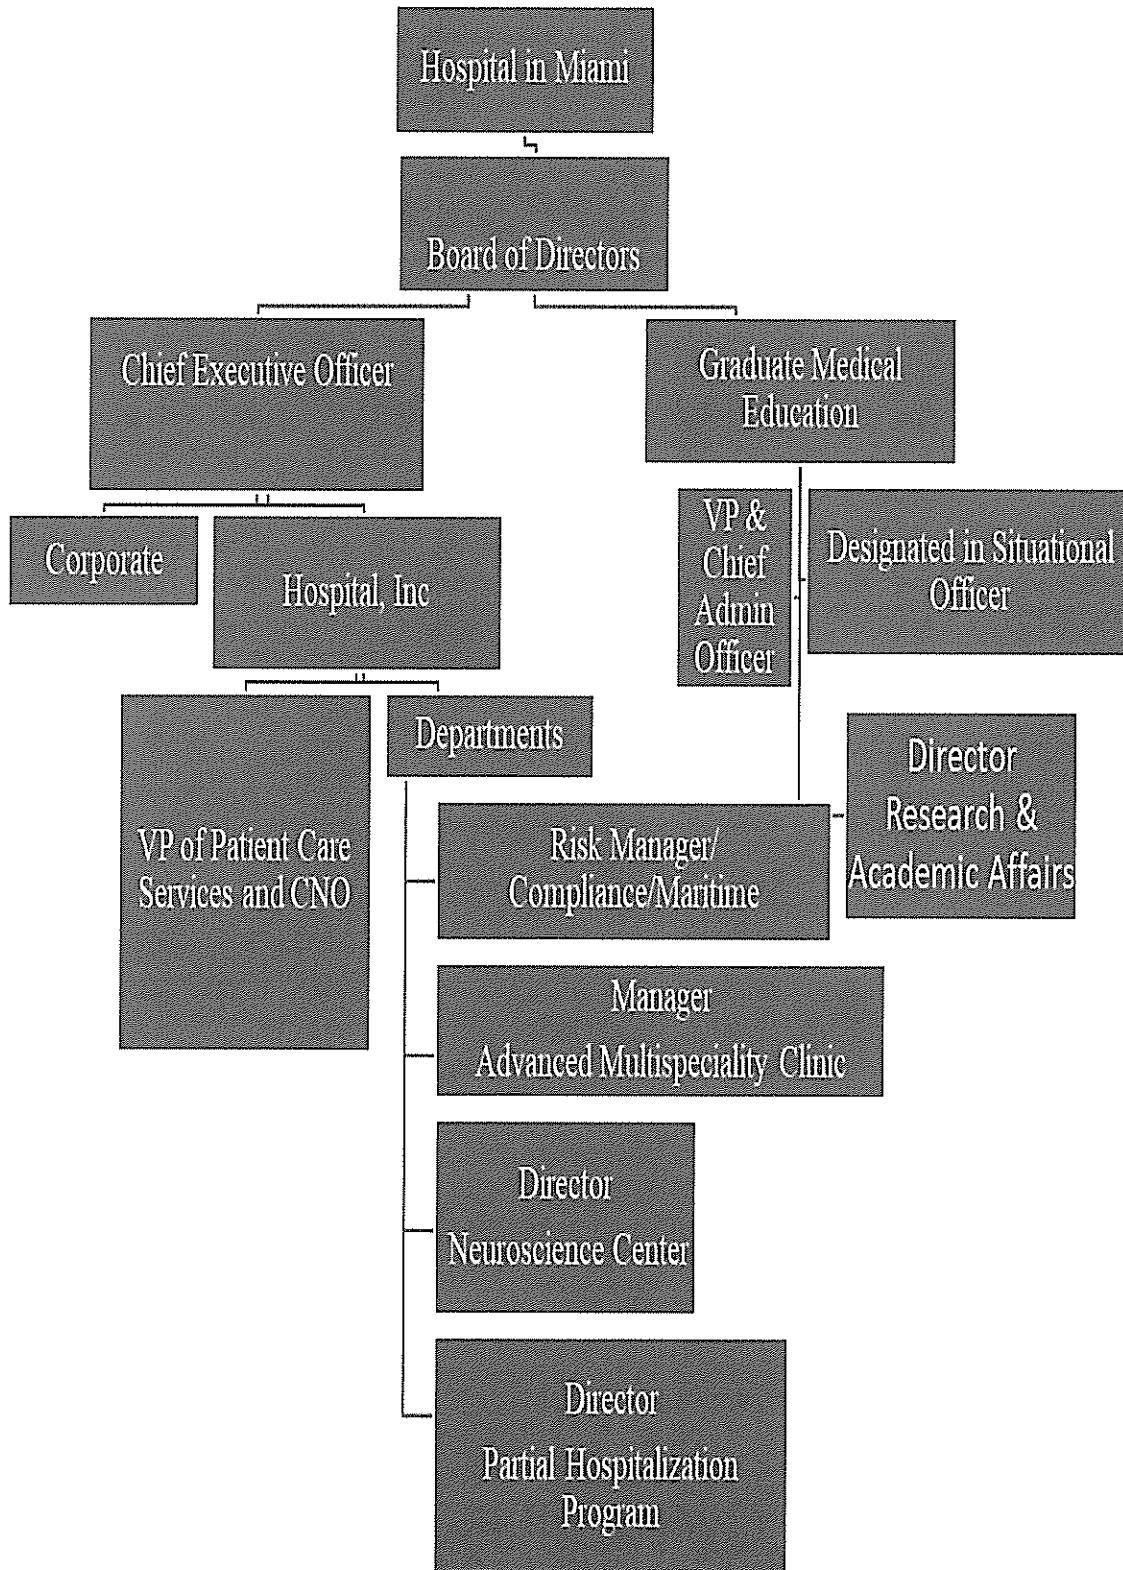 Hospital in Miami
Board of Directors
Chief Executive Officer
Graduate Medical
Education
Corporate
Hospital, Inc
VP &
Chief
Admin
Officer
Designated in Situational
Officer
VP of Patient Care
Services and CNO
Departments
Risk Manager/
Compliance/Maritime
Director
Research &
Academic Affairs
Manager
Advanced Multispeciality Clinic
Director
Neuroscience Center
Director
Partial Hospitalization
Program